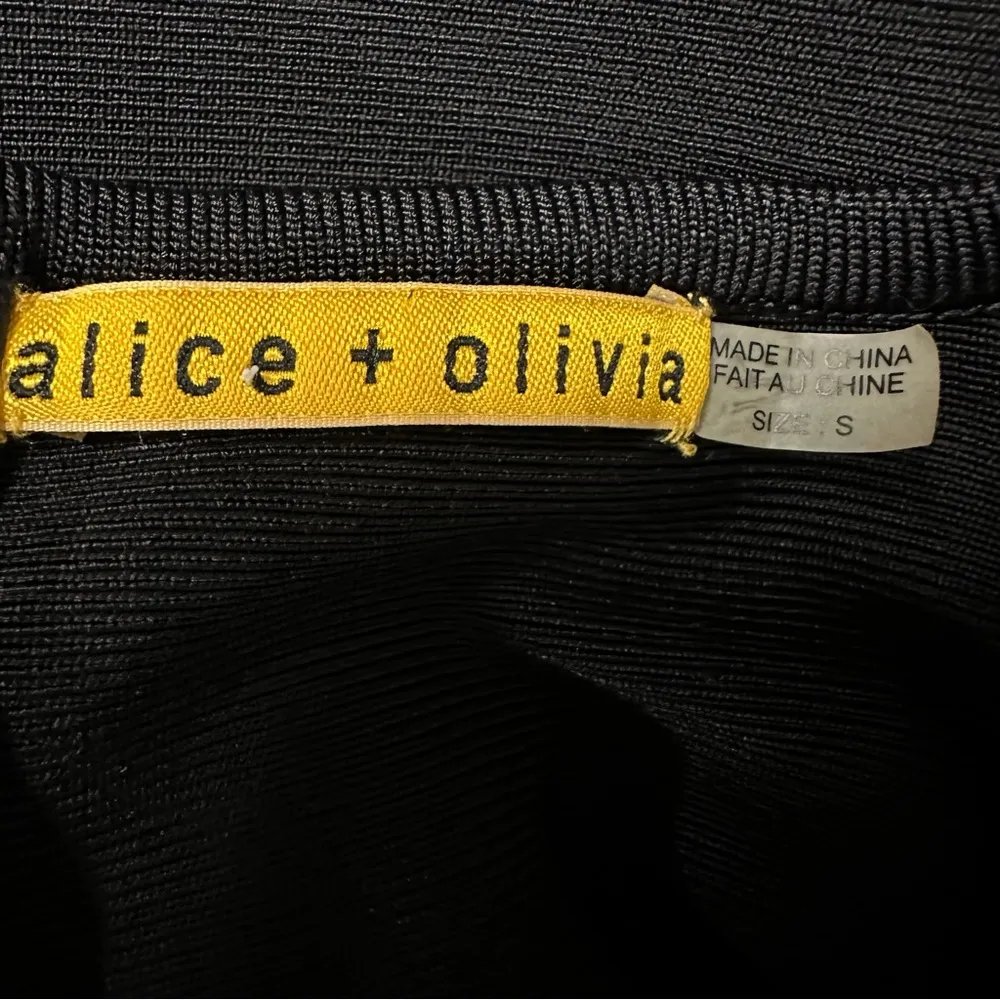 alice + olivia
MADE IN CHINA
FAIT AU CHINE
SIZE : S